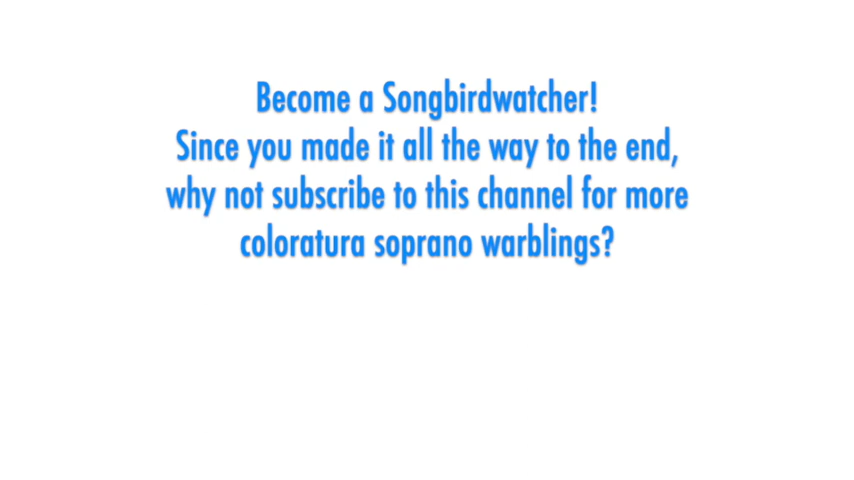 Become a Songbirdwatcher!
Since you made it all the way to the end,
why not subscribe to this channel for more
coloratura soprano warblings?